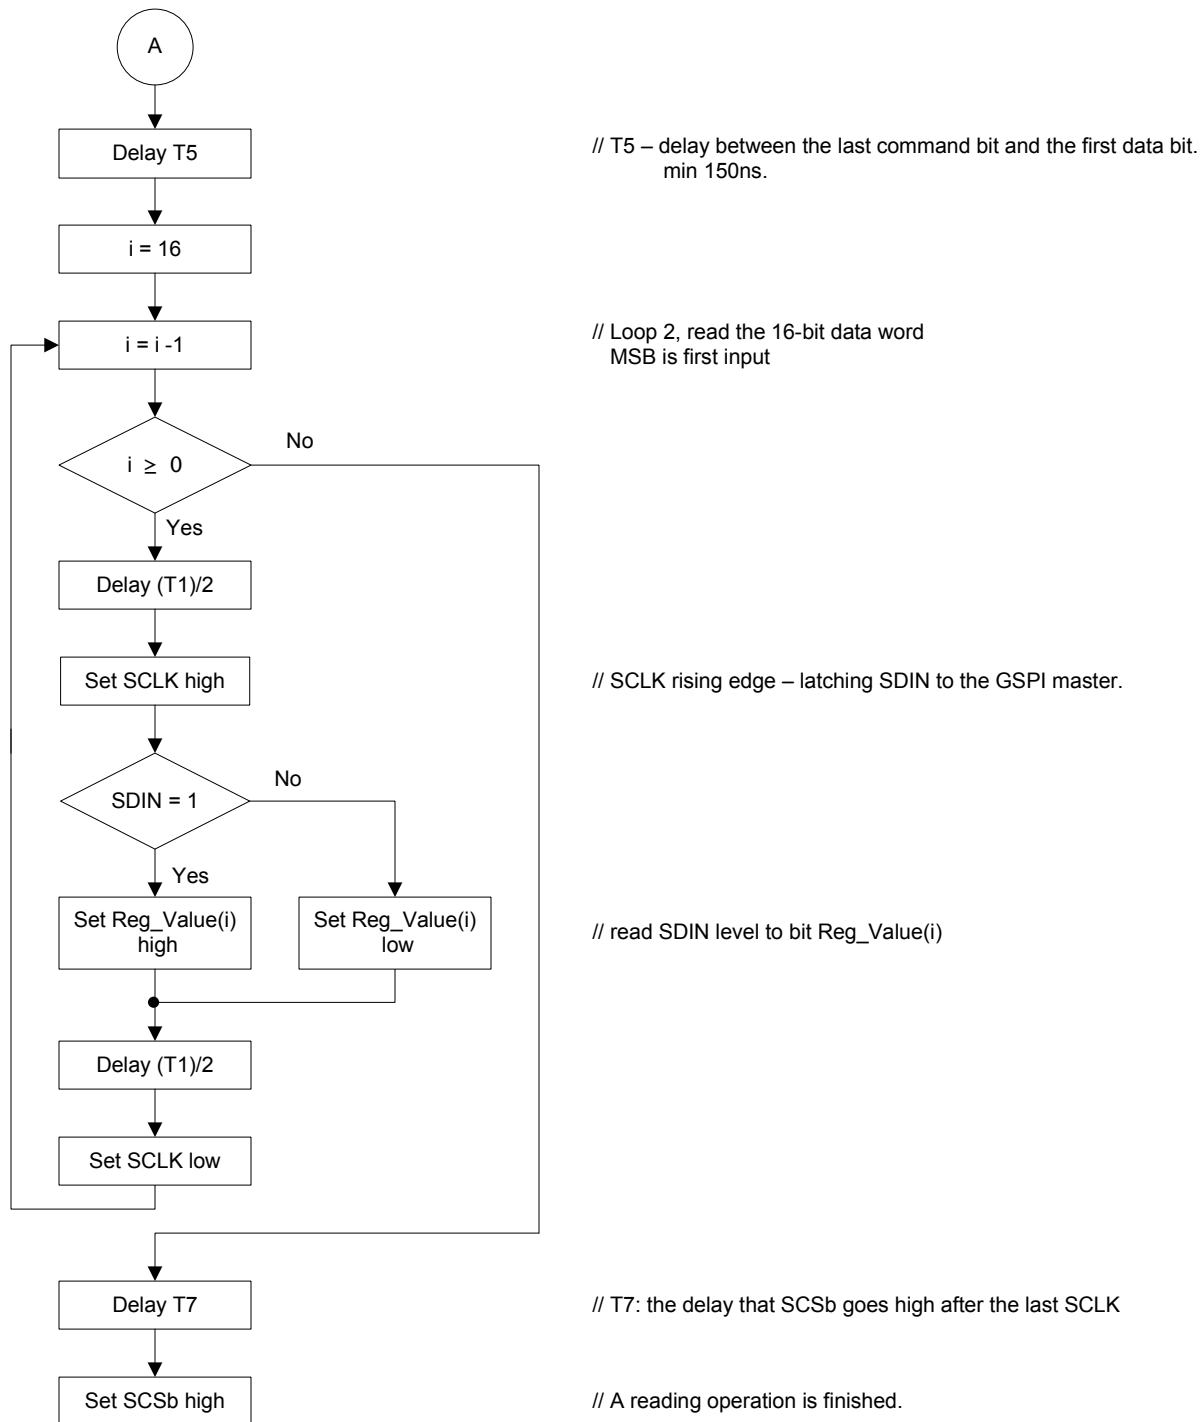 A
Delay T5
// T5 – delay between the last command bit and the first data bit.
min 150ns.
i = 16
i = i -1
// Loop 2, read the 16-bit data word
MSB is first input
No
i ≥ 0
Yes
Delay (T1)/2
Set SCLK high
// SCLK rising edge – latching SDIN to the GSPI master.
No
SDIN = 1
Yes
Set Reg_Value(i)
high
Set Reg_Value(i)
low
// read SDIN level to bit Reg_Value(i)
Delay (T1)/2
Set SCLK low
Delay T7
// T7: the delay that SCSb goes high after the last SCLK
Set SCSb high
// A reading operation is finished.